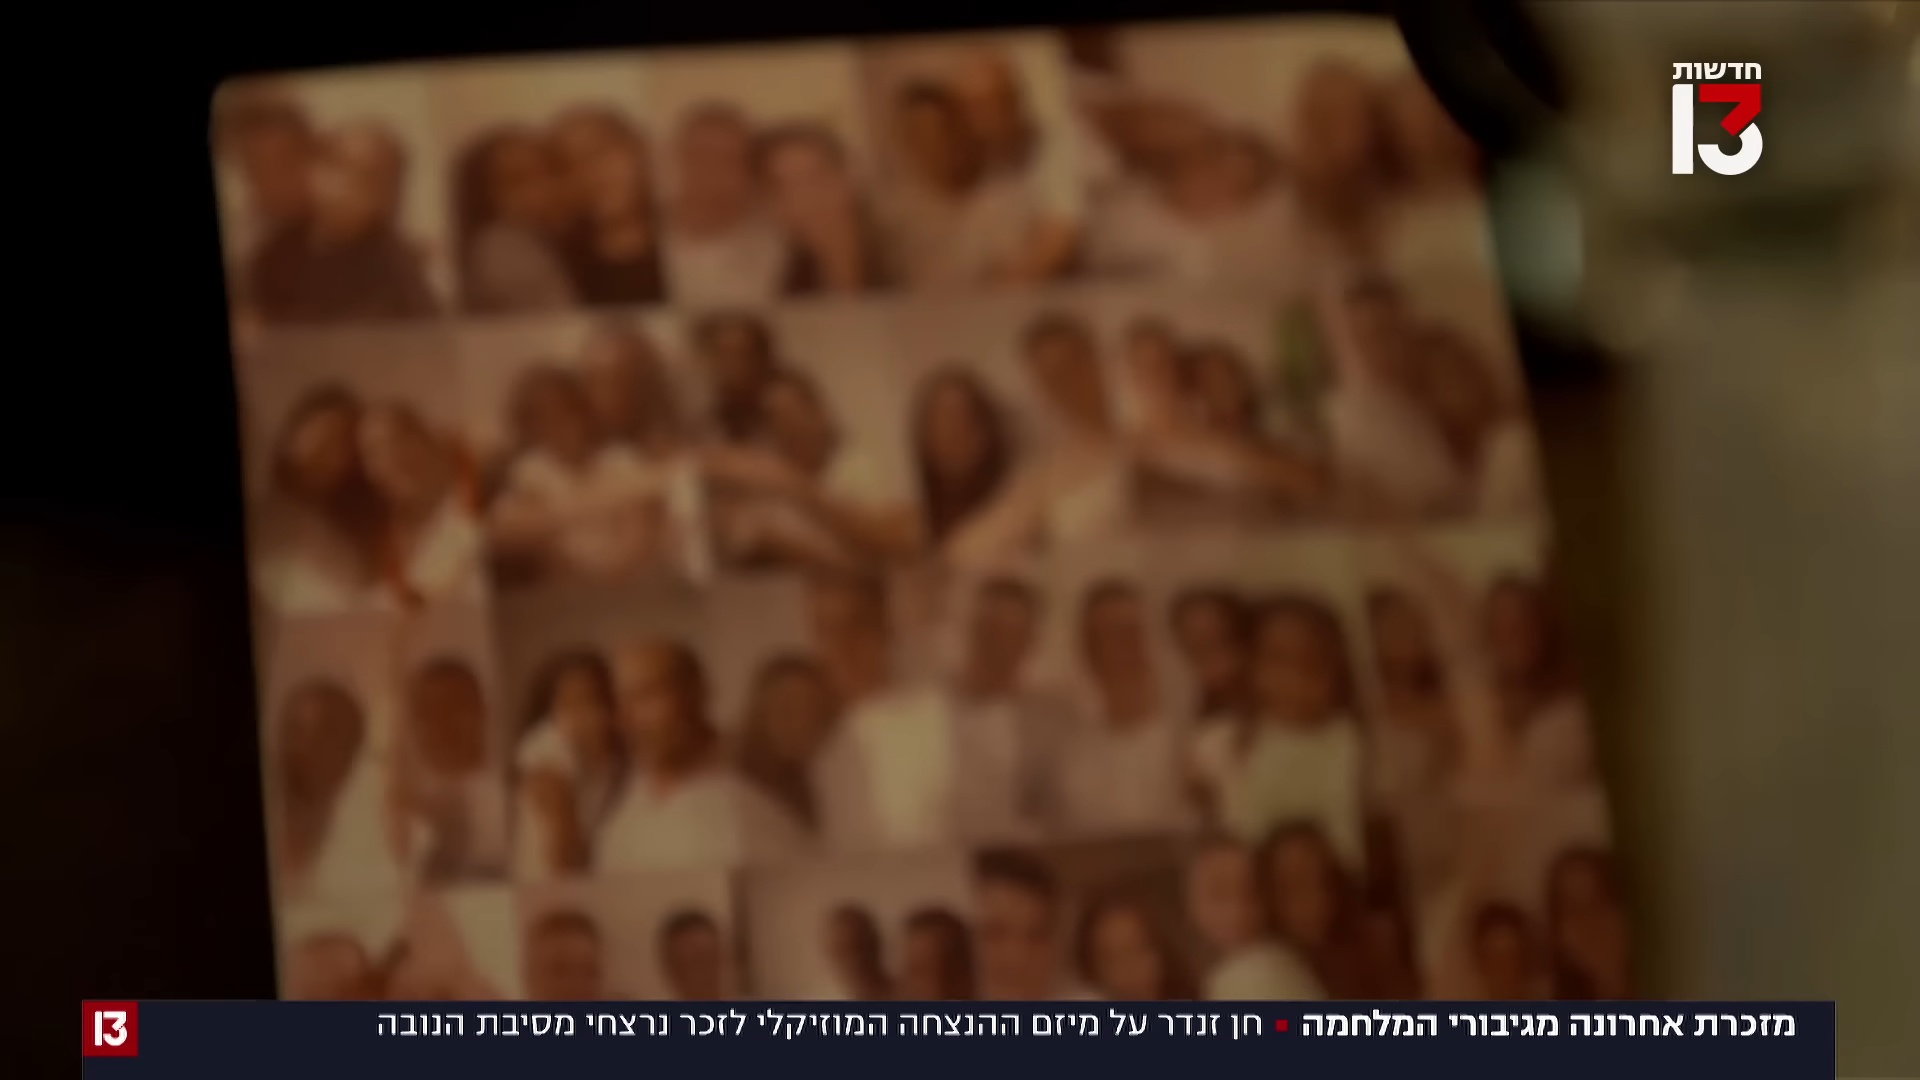 חדשות
13
מזכרת אחרונה מגיבורי המלחמה ▪ חן זנדר על מיזם ההנצחה המוזיקלי לזכר נרצחי מסיבת הנובה
13